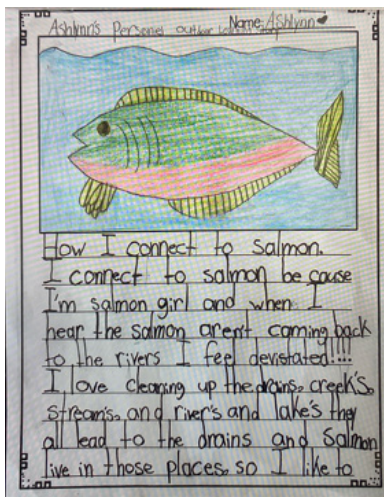 Ashlynn's Personal outdoor story
Name: Ashlynn
How I connect to salmon.
I connect to salmon be cause
I'm salmon girl and when I
hear the salmon aren't coming back
to the rivers I feel devistated!!!!
I love cleaning up the drains, creek's,
stream's, and river's and lake's they
all lead to the drains and Salmon
live in those places, so I like to